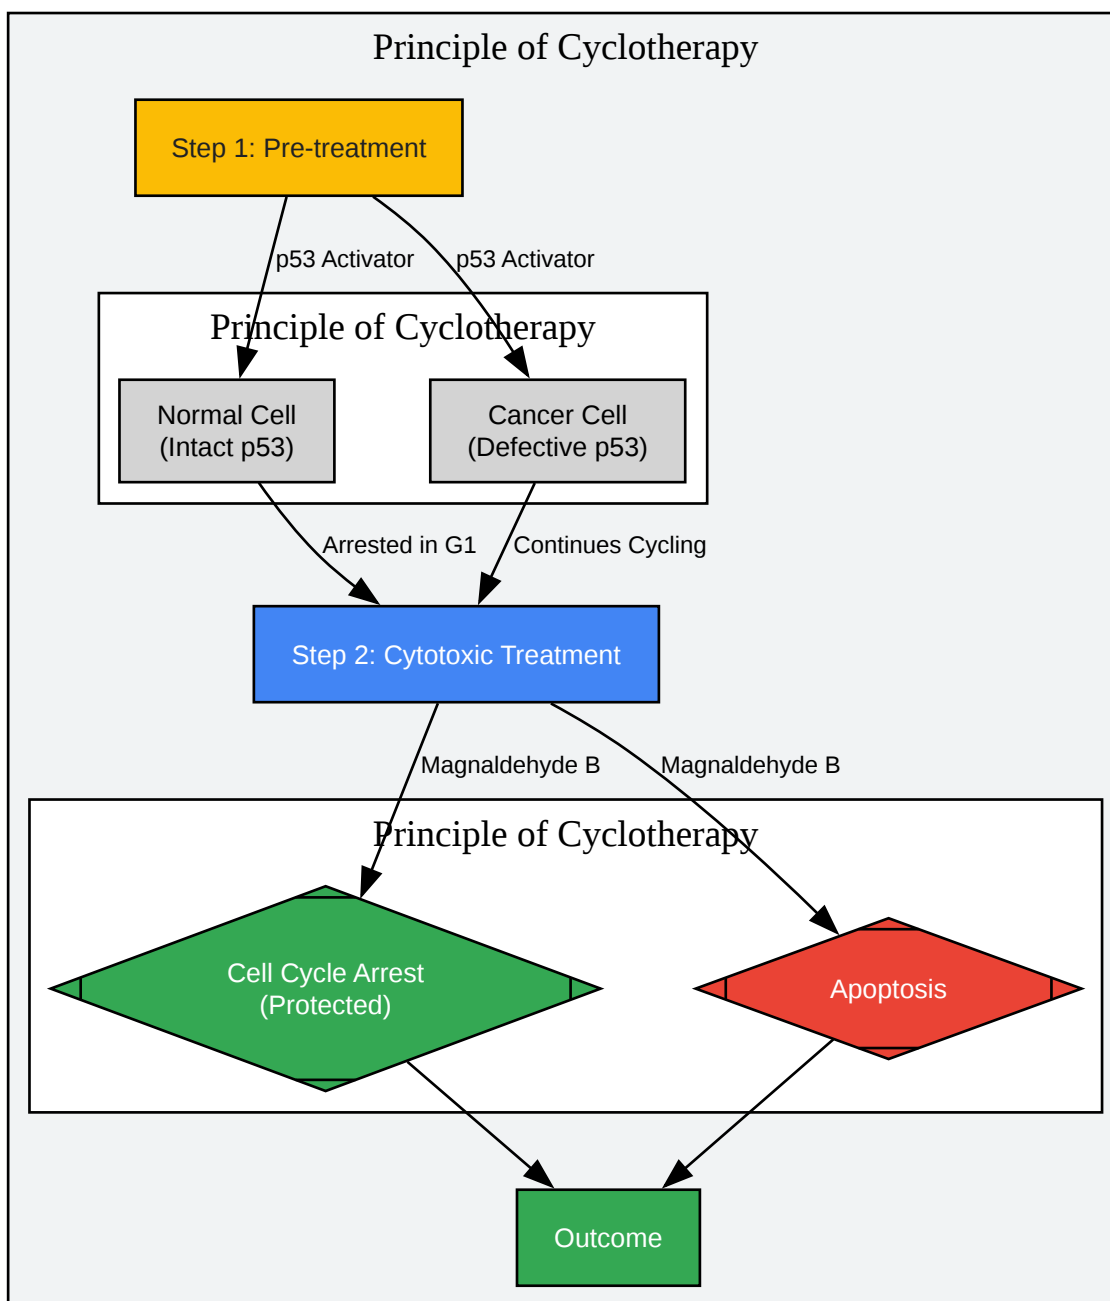 Principle of Cyclotherapy
Step 1: Pre-treatment
p53 Activator
p53 Activator
Principle of Cyclotherapy
Normal Cell
(Intact p53)
Cancer Cell
(Defective p53)
Arrested in G1
Continues Cycling
Step 2: Cytotoxic Treatment
Magnaldehyde B
Magnaldehyde B
Principle of Cyclotherapy
Cell Cycle Arrest
(Protected)
Apoptosis
Outcome